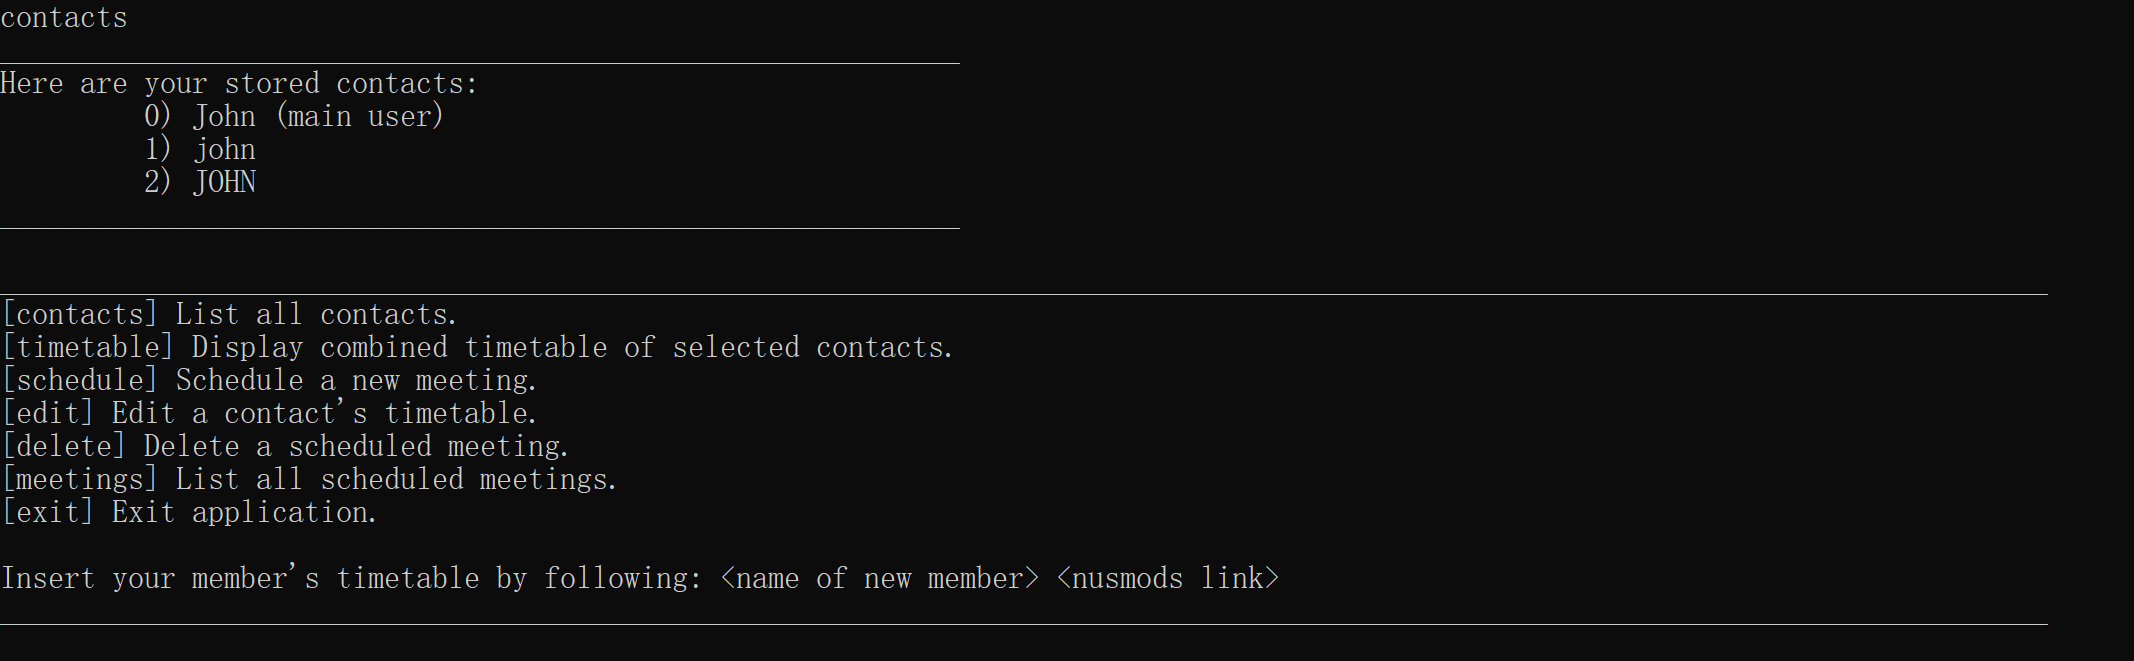 contacts
Here are your stored contacts:
0) John (main user)
1) john
2) JOHN
[contacts] List all contacts.
[timetable] Display combined timetable of selected contacts.
[schedule] Schedule a new meeting.
[edit] Edit a contact's timetable.
[delete] Delete a scheduled meeting.
[meetings] List all scheduled meetings.
[exit] Exit application.
Insert your member's timetable by following: <name of new member> <nusmods link>